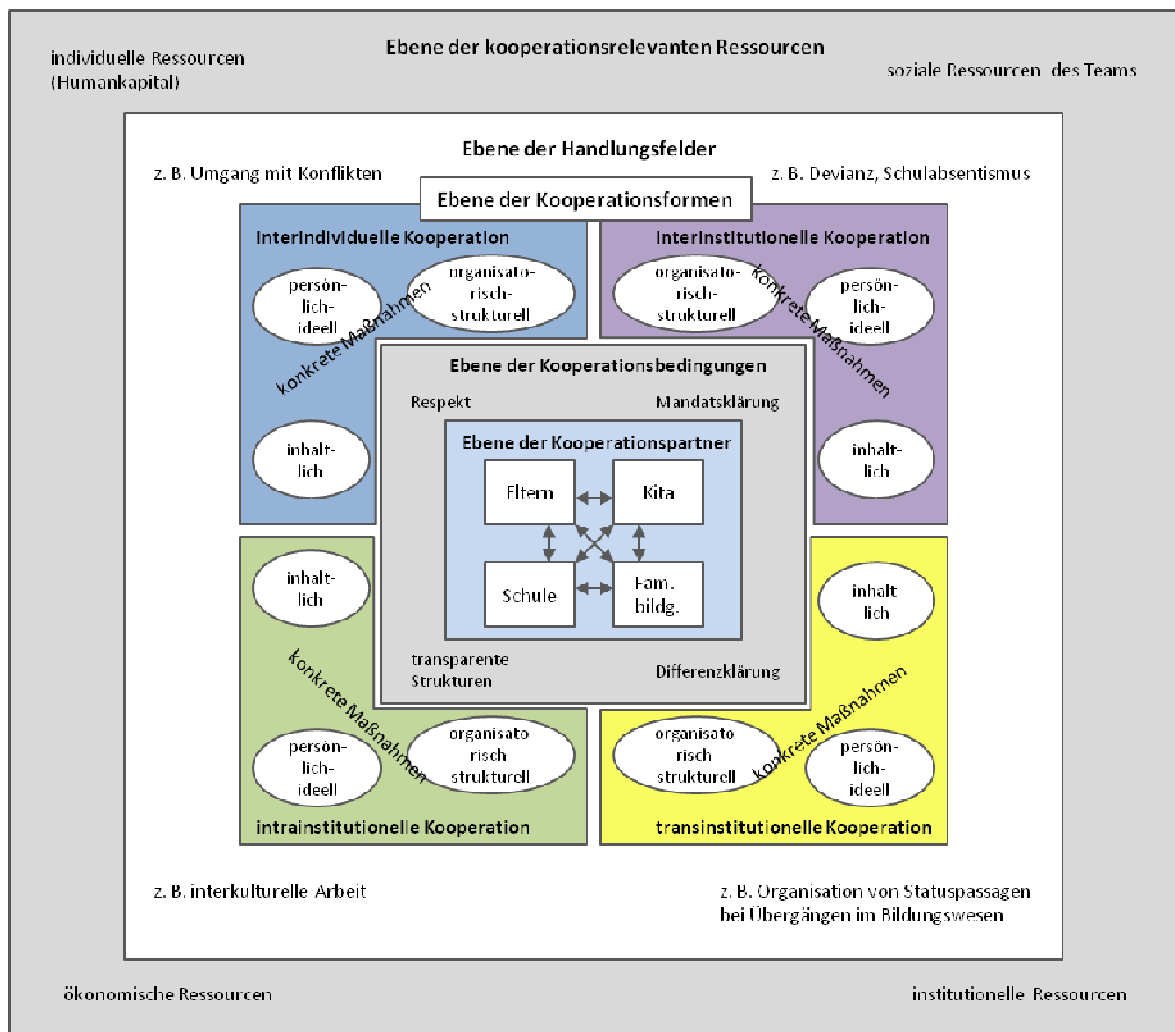 Ebene der kooperationsrelevanten Ressourcen
individuelle Ressourcen
(Humankapital)
soziale Ressourcen des Teams
Ebene der Handlungsfelder
z. B. Umgang mit Konflikten
z. B. Devianz, Schulabsentismus
Ebene der Kooperationsformen
interindividuelle Kooperation
persön-
lich-
ideell
organisato-
risch-
strukturell
konkrete Maßnahmen
inhalt-
lich
interinstitutionelle Kooperation
organisato-
risch-
strukturell
persön-
lich-
ideell
konkrete Maßnahmen
inhalt-
lich
Ebene der Kooperationsbedingungen
Respekt
Mandatsklärung
Ebene der Kooperationspartner
Eltern
Kita
Schule
Fam.
bildg.
transparente
Strukturen
Differenzklärung
inhalt-
lich
konkrete Maßnahmen
persön-
lich-
ideell
organisato
risch
strukturell
intrainstitutionelle Kooperation
inhalt
lich
konkrete Maßnahmen
organisato
risch
strukturell
persön-
lich-
ideell
transinstitutionelle Kooperation
z. B. interkulturelle Arbeit
z. B. Organisation von Statuspassagen
bei Übergängen im Bildungswesen
ökonomische Ressourcen
institutionelle Ressourcen